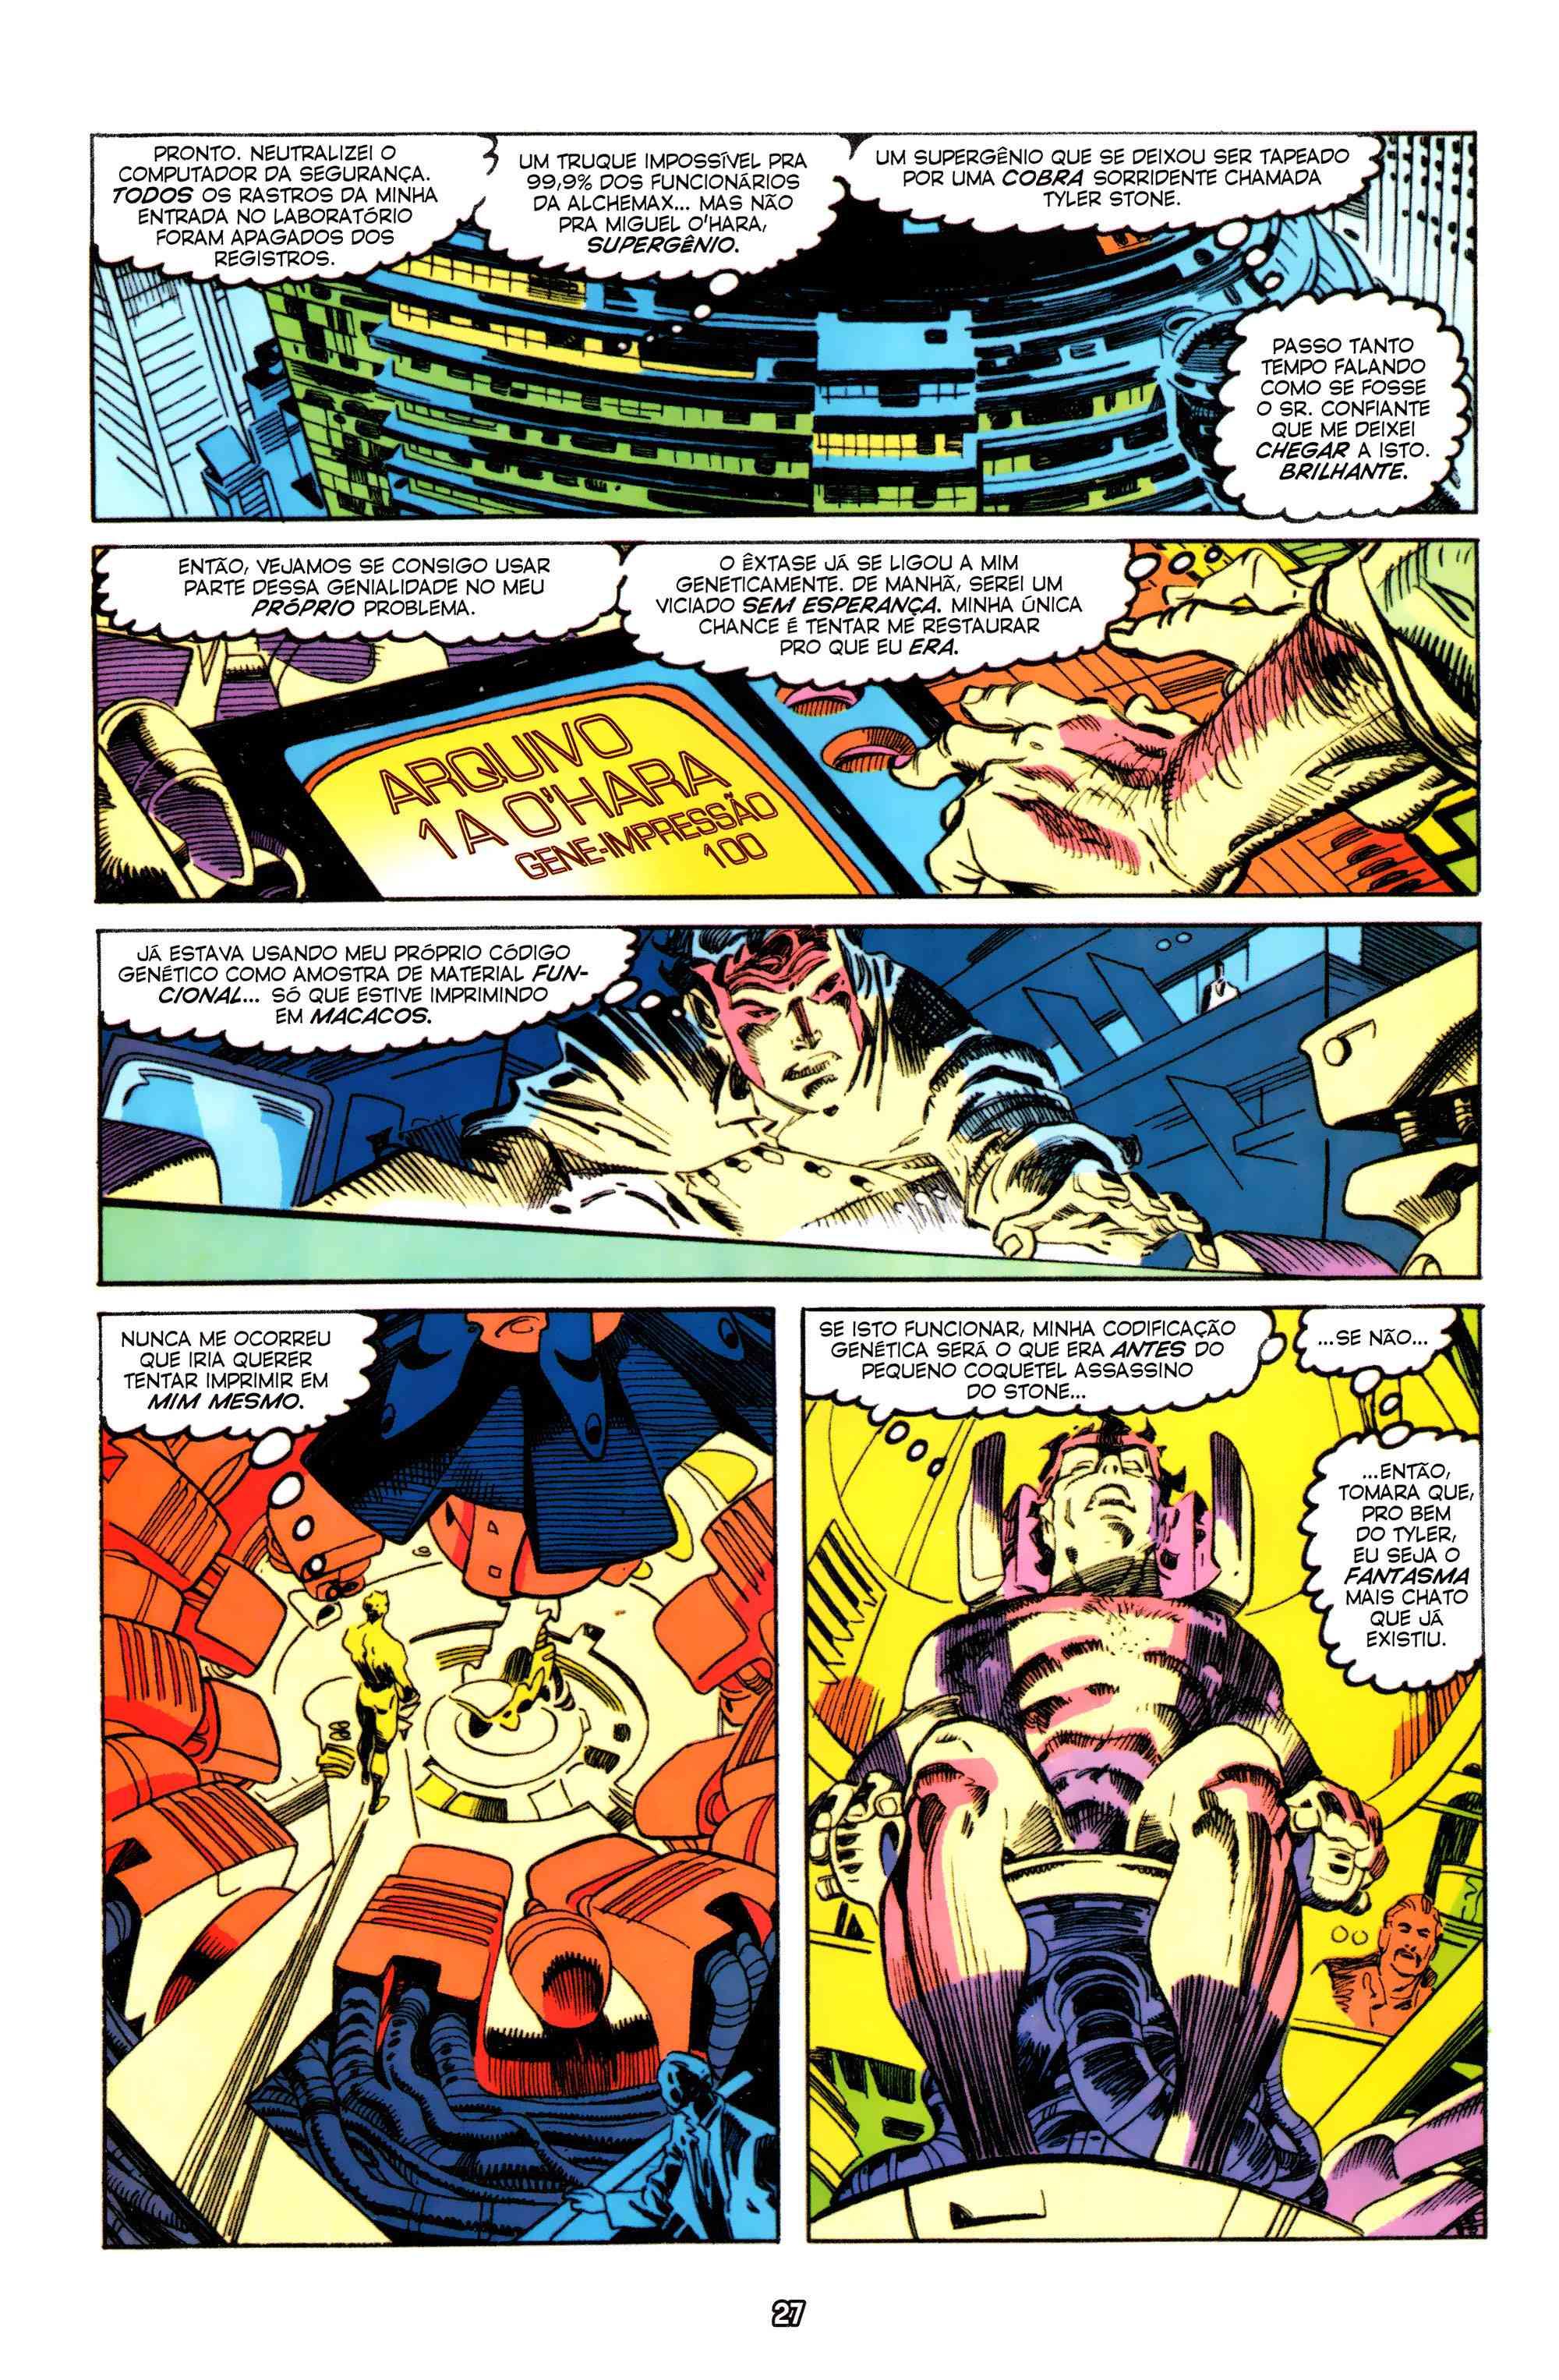 PRONTO. NEUTRALIZEI O
COMPUTADOR DA SEGURANÇA.
TODOS OS RASTROS DA MINHA
ENTRADA NO LABORATÓRIO
FORAM APAGADOS DOS
REGISTROS.
UM TRUQUE IMPOSSÍVEL PRA
99,9% DOS FUNCIONÁRIOS
DA ALCHEMAX... MAS NÃO
PRA MIGUEL O'HARA,
SUPERGÊNIO.
UM SUPERGÊNIO QUE SE DEIXOU SER TAPEADO
POR UMA COBRA SORRIDENTE CHAMADA
TYLER STONE.
PASSO TANTO
TEMPO FALANDO
COMO SE FOSSE
O SR. CONFIANTE
QUE ME DEIXEI
CHEGAR A ISTO.
BRILHANTE.
ENTÃO, VEJAMOS SE CONSIGO USAR
PARTE DESSA GENIALIDADE NO MEU
PRÓPRIO PROBLEMA.
O ÊXTASE JÁ SE LIGOU A MIM
GENETICAMENTE. DE MANHÃ, SEREI UM
VICIADO SEM ESPERANÇA. MINHA ÚNICA
CHANCE É TENTAR ME RESTAURAR
PRO QUE EU ERA.
ARQUIVO
1A O'HARA
GENE-IMPRESSÃO
100
JÁ ESTAVA USANDO MEU PRÓPRIO CÓDIGO
GENÉTICO COMO AMOSTRA DE MATERIAL FUN-
CIONAL... SÓ QUE ESTIVE IMPRIMINDO
EM MACACOS.
NUNCA ME OCORREU
QUE IRIA QUERER
TENTAR IMPRIMIR EM
MIM MESMO.
SE ISTO FUNCIONAR, MINHA CODIFICAÇÃO
GENÉTICA SERÁ O QUE ERA ANTES DO
PEQUENO COQUETEL ASSASSINO
DO STONE...
...SE NÃO...
...ENTÃO,
TOMARA QUE,
PRO BEM
DO TYLER,
EU SEJA O
FANTASMA
MAIS CHATO
QUE JÁ
EXISTIU.
27